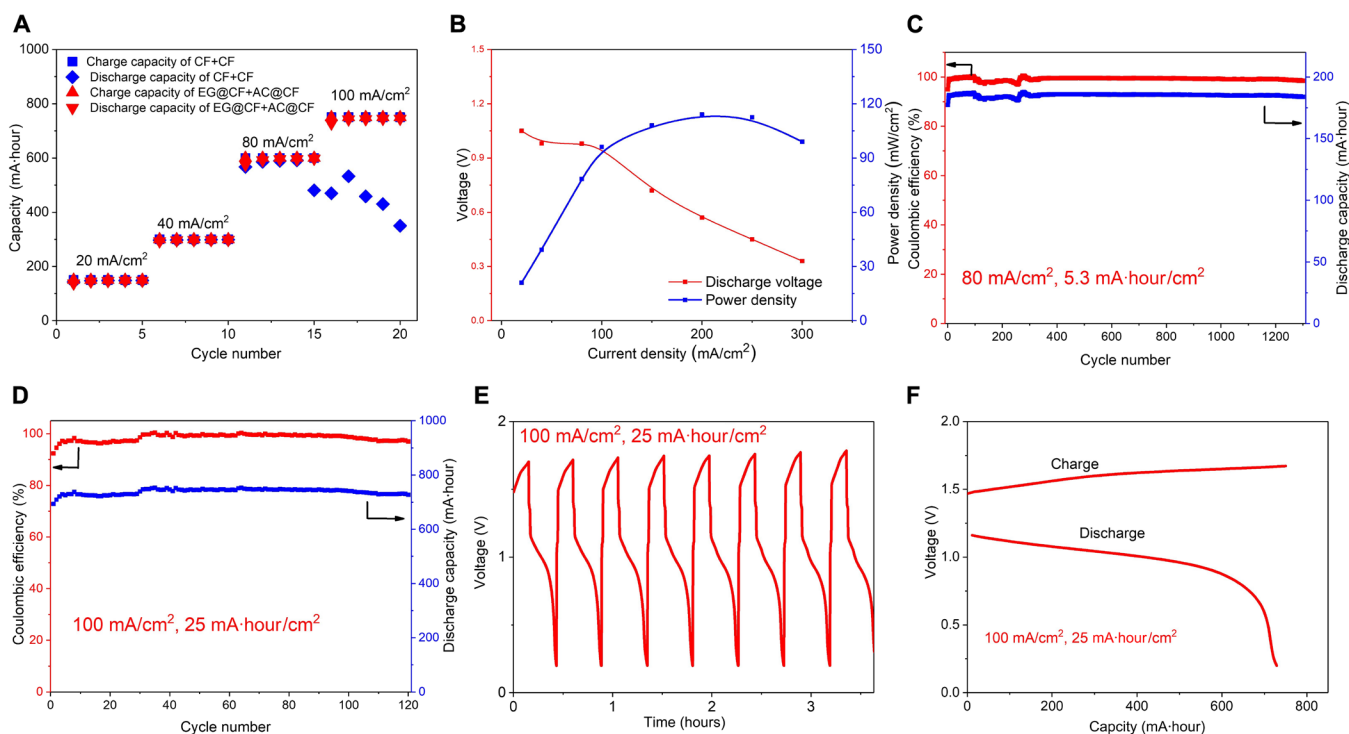 A
Capacity (mA·hour)
1000
800
600
400
200
0
Charge capacity of CF+CF
Discharge capacity of CF+CF
Charge capacity of EG@CF+AC@CF
Discharge capacity of EG@CF+AC@CF
100 mA/cm²
80 mA/cm²
40 mA/cm²
20 mA/cm²
0 5 10 15 20
Cycle number
B
Voltage (V)
1.5
1.2
0.9
0.6
0.3
0.0
150
120
90
60
30
0
Power density (mW/cm²)
Discharge voltage
Power density
0 100 200 300
Current density (mA/cm²)
C
Coulombic efficiency (%)
110
100
90
80
70
60
50
40
30
20
10
0
200
150
100
50
0
Discharge capacity (mA·hour)
80 mA/cm², 5.3 mA·hour/cm²
0 200 400 600 800 1000 1200
Cycle number
D
Coulombic efficiency (%)
100
80
60
40
20
0
1000
800
600
400
200
0
Discharge capacity (mA·hour)
100 mA/cm², 25 mA·hour/cm²
0 20 40 60 80 100 120
Cycle number
E
Voltage (V)
2
1
0
100 mA/cm², 25 mA·hour/cm²
0 1 2 3
Time (hours)
F
Voltage (V)
2.0
1.5
1.0
0.5
0.0
Charge
Discharge
100 mA/cm², 25 mA·hour/cm²
0 200 400 600 800
Capcity (mA·hour)